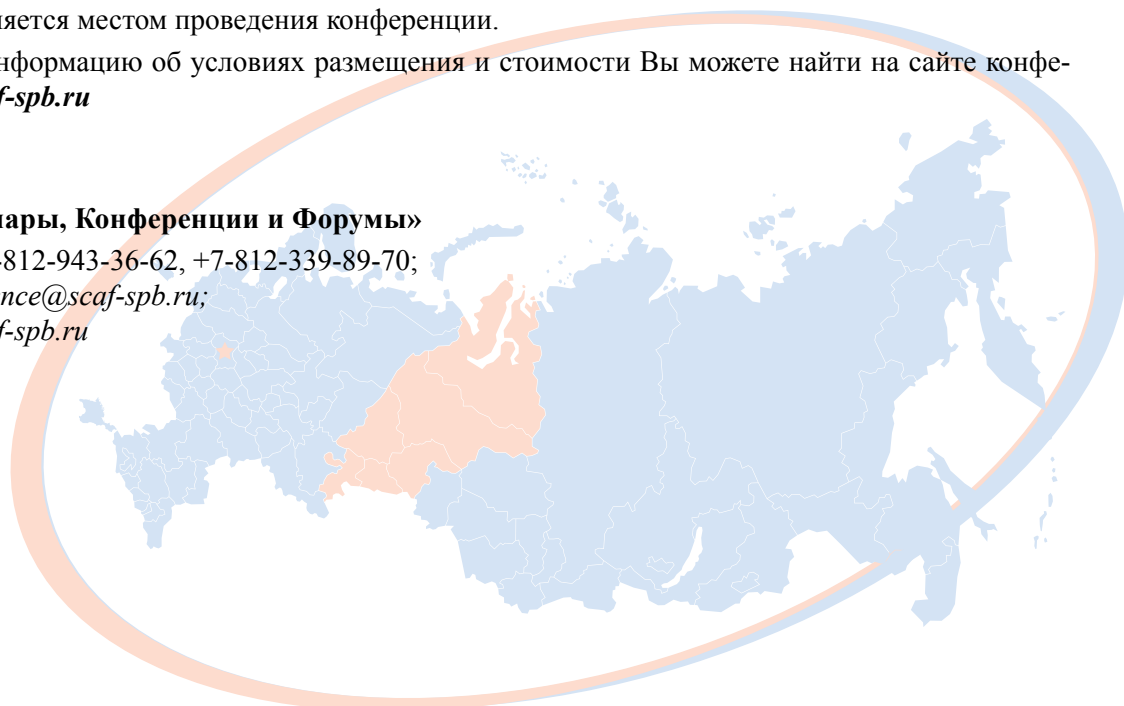 няется местом проведения конференции.
нформацию об условиях размещения и стоимости Вы можете найти на сайте конфе-
f-spb.ru
нары, Конференции и Форумы»
-812-943-36-62, +7-812-339-89-70;
nce@scaf-spb.ru;
f-spb.ru